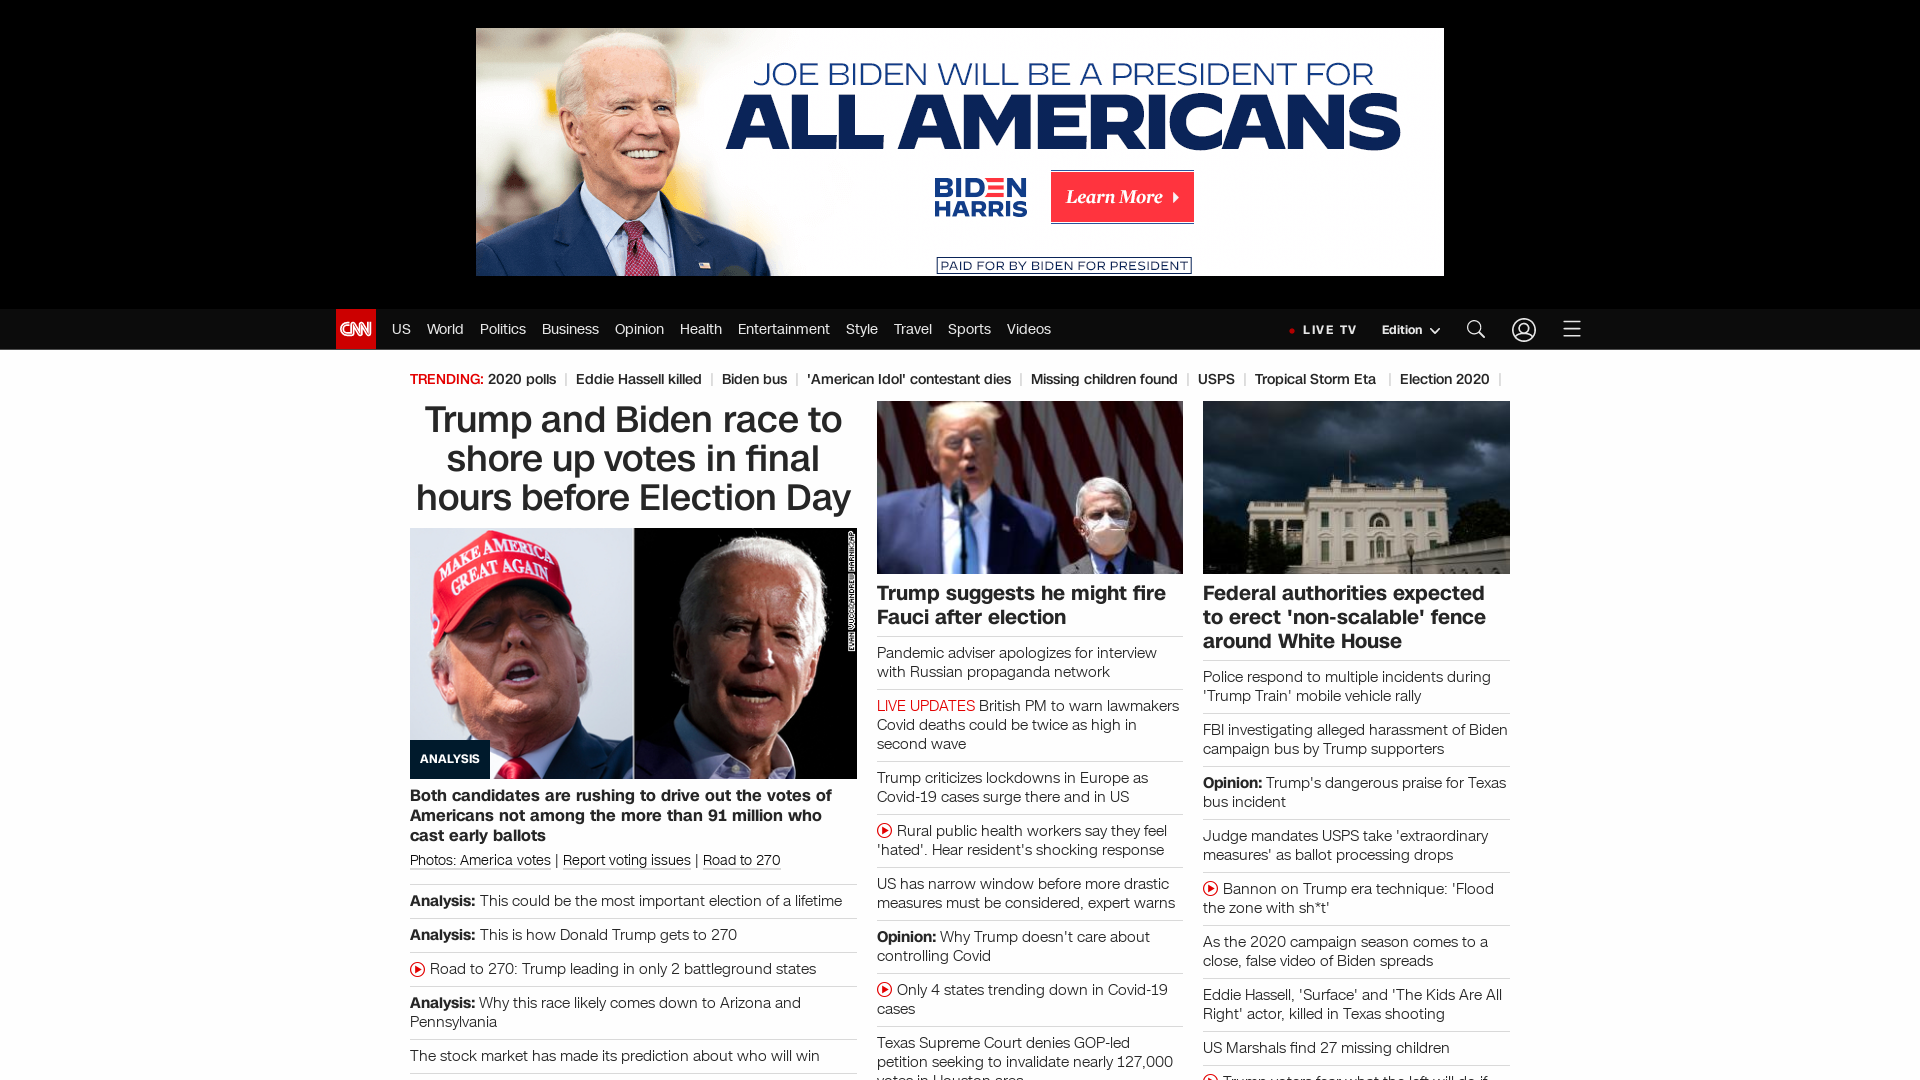 JOE BIDEN WILL BE A PRESIDENT FOR
ALL AMERICANS
BIDEN
HARRIS
Learn More
PAID FOR BY BIDEN FOR PRESIDENT
CNN US World Politics Business Opinion Health Entertainment Style Travel Sports Videos LIVE TV Edition
TRENDING: 2020 polls | Eddie Hassell killed | Biden bus | 'American Idol' contestant dies | Missing children found | USPS | Tropical Storm Eta | Election 2020 |
Trump and Biden race to
shore up votes in final
hours before Election Day
MAKE AMERICA
GREAT AGAIN
ANALYSIS
Both candidates are rushing to drive out the votes of
Americans not among the more than 91 million who
cast early ballots
Photos: America votes | Report voting issues | Road to 270
Analysis: This could be the most important election of a lifetime
Analysis: This is how Donald Trump gets to 270
Road to 270: Trump leading in only 2 battleground states
Analysis: Why this race likely comes down to Arizona and
Pennsylvania
The stock market has made its prediction about who will win
Trump suggests he might fire
Fauci after election
Pandemic adviser apologizes for interview
with Russian propaganda network
LIVE UPDATES British PM to warn lawmakers
Covid deaths could be twice as high in
second wave
Trump criticizes lockdowns in Europe as
Covid-19 cases surge there and in US
Rural public health workers say they feel
'hated'. Hear resident's shocking response
US has narrow window before more drastic
measures must be considered, expert warns
Opinion: Why Trump doesn't care about
controlling Covid
Only 4 states trending down in Covid-19
cases
Texas Supreme Court denies GOP-led
petition seeking to invalidate nearly 127,000
votes in Houston area
Federal authorities expected
to erect 'non-scalable' fence
around White House
Police respond to multiple incidents during
'Trump Train' mobile vehicle rally
FBI investigating alleged harassment of Biden
campaign bus by Trump supporters
Opinion: Trump's dangerous praise for Texas
bus incident
Judge mandates USPS take 'extraordinary
measures' as ballot processing drops
Bannon on Trump era technique: 'Flood
the zone with sh*t'
As the 2020 campaign season comes to a
close, false video of Biden spreads
Eddie Hassell, 'Surface' and 'The Kids Are All
Right' actor, killed in Texas shooting
US Marshals find 27 missing children
Trump voters fear what the left will do if